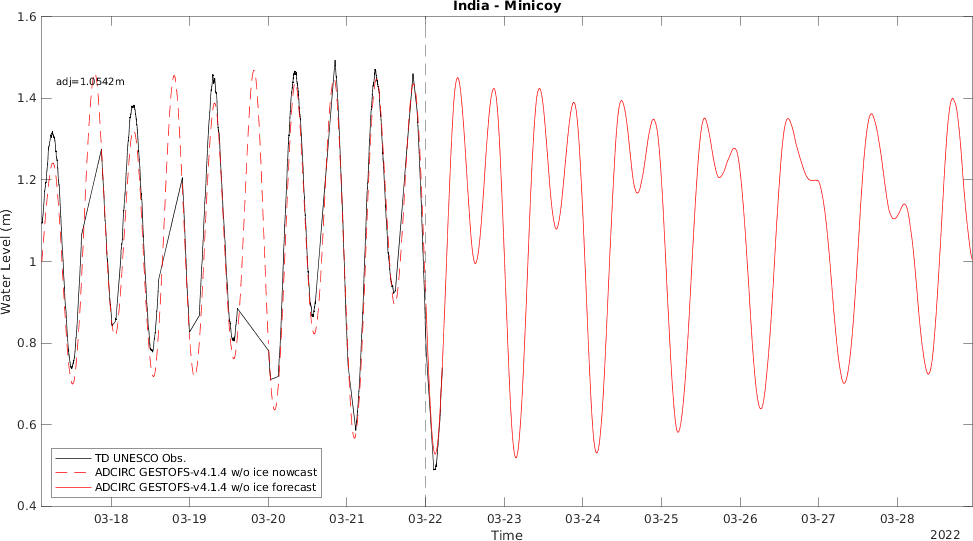 India - Minicoy
1.6
1.4
1.2
1
0.8
0.6
0.4
Water Level (m)
adj=1.0542m
TD UNESCO Obs.
ADCIRC GESTOFS-v4.1.4 w/o ice nowcast
ADCIRC GESTOFS-v4.1.4 w/o ice forecast
03-18 03-19 03-20 03-21 03-22 03-23 03-24 03-25 03-26 03-27 03-28
Time
2022